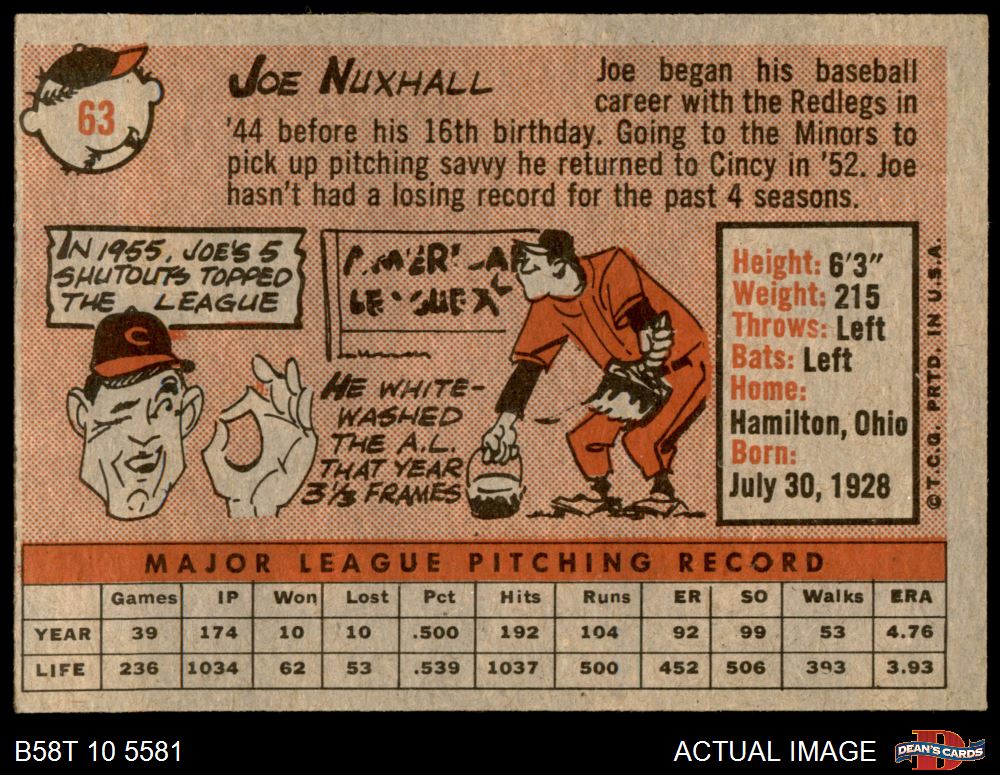 63
JOE NUXHALL
Joe began his baseball
career with the Redlegs in
'44 before his 16th birthday. Going to the Minors to
pick up pitching savvy he returned to Cincy in '52. Joe
hasn't had a losing record for the past 4 seasons.
IN 1955, JOE'S 5
SHUTOUTS TOPPED
THE LEAGUE
C
HE WHITE-
WASHED
THE A.L.
THAT YEAR
3⅓ FRAMES
Height: 6'3"
Weight: 215
Throws: Left
Bats: Left
Home:
Hamilton, Ohio
Born:
July 30, 1928
© T.C.G. PRTD. IN U.S.A
MAJOR LEAGUE PITCHING RECORD
Games IP Won Lost Pct Hits Runs ER SO Walks ERA
YEAR 39 174 10 10 .500 192 104 92 99 53 4.76
LIFE 236 1034 62 53 .539 1037 500 452 506 393 3.93
B58T 10 5581
ACTUAL IMAGE
D
DEAN'S CARDS